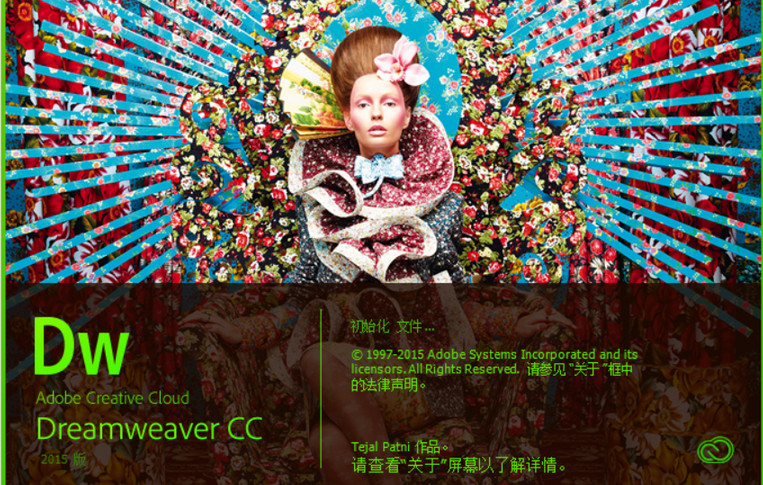 Dw
Adobe Creative Cloud
Dreamweaver CC
2015 版
初始化 文件...
© 1997-2015 Adobe Systems Incorporated and its
licensors. All Rights Reserved. 请参见“关于”框中
的法律声明。
Tejal Patni 作品。
请查看“关于”屏幕以了解详情。